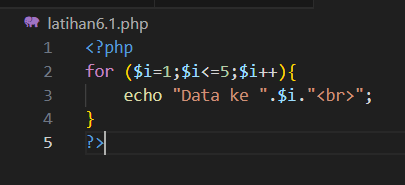 latihan6.1.php
1 <?php
2 for ($i=1;$i<=5;$i++){
3     echo "Data ke ".$i."<br>";
4 }
5 ?>